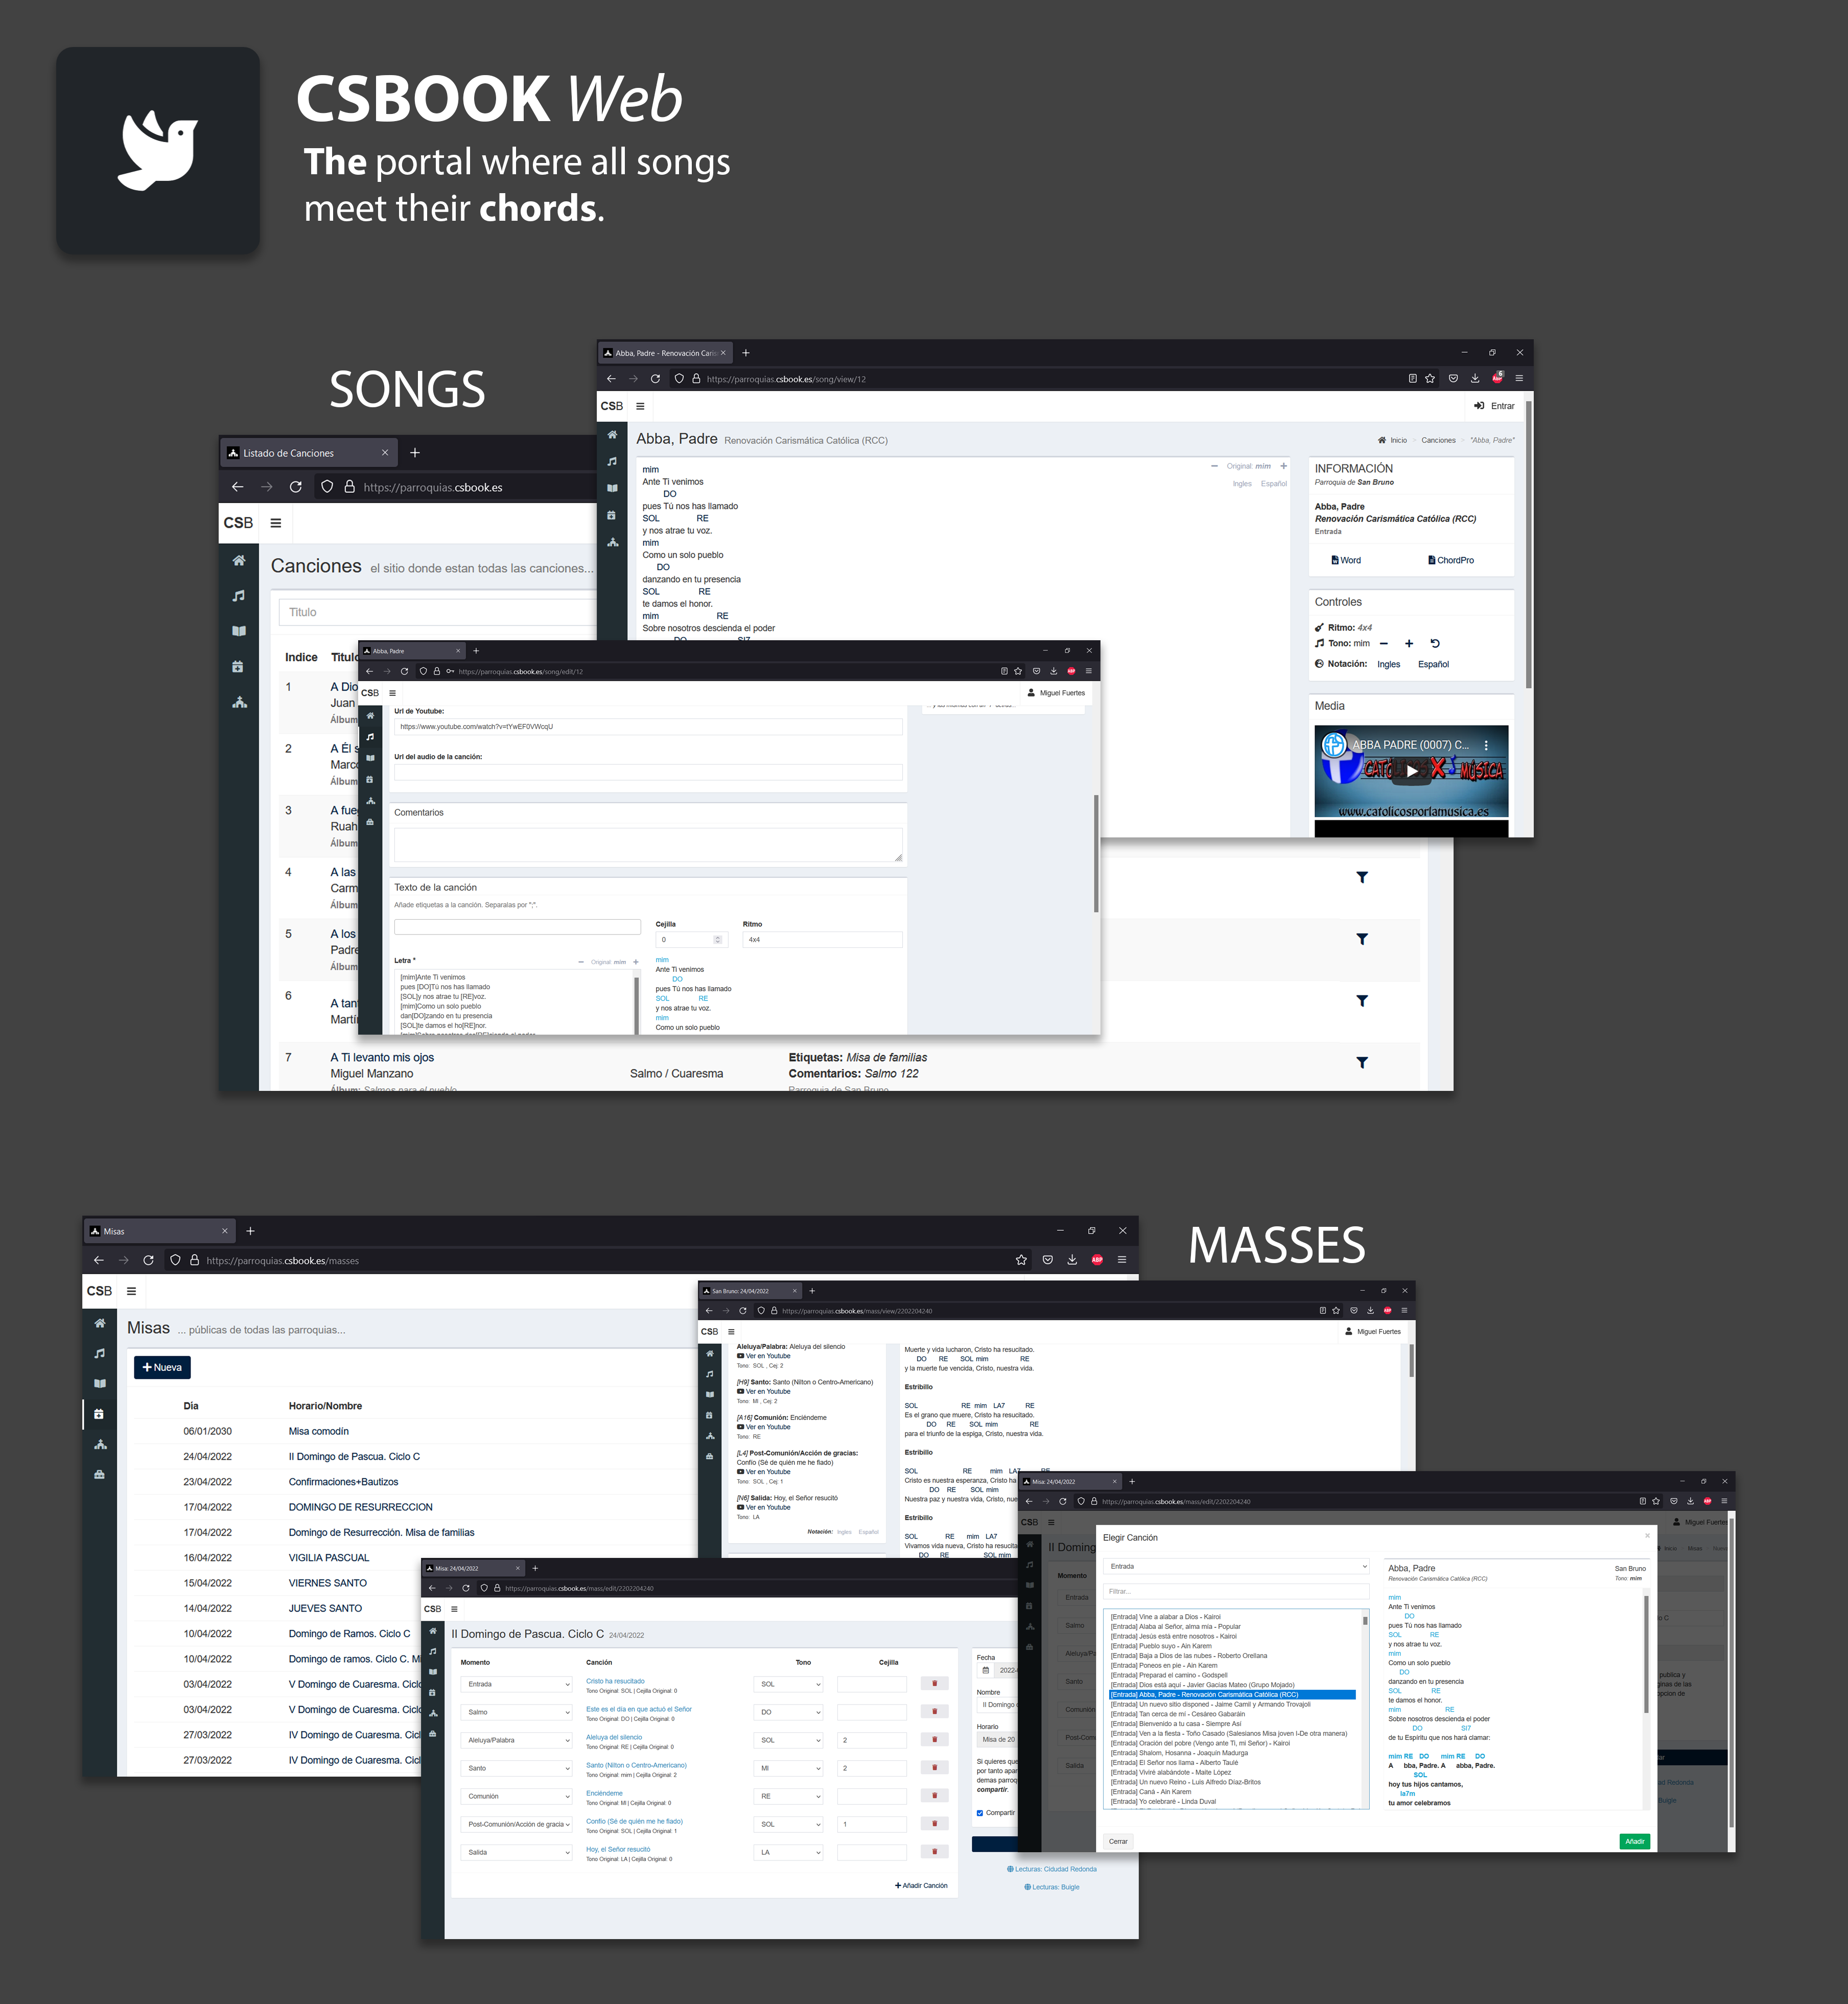 CSBOOK Web
The portal where all songs
meet their chords.
SONGS
Listado de Canciones
https://parroquias.csbook.es
CSB
Canciones el sitio donde estan todas las canciones...
Titulo
Indice Titulo
1
A Dio
Juan
Álbum
2
A Él s
Marco
Álbum
3
A fueg
Ruah
Álbum
4
A las
Carm
Álbum
5
A los
Padre
Álbum
6
A tant
Martín
7
A Ti levanto mis ojos
Miguel Manzano
Álbum: Salmos para el pueblo
Salmo / Cuaresma
Etiquetas: Misa de familias
Comentarios: Salmo 122
Parroquia de San Bruno
Abba, Padre - Renovación Caris
https://parroquias.csbook.es/song/view/12
6
ABP
CSB
Entrar
Abba, Padre Renovación Carismática Católica (RCC)
Inicio Canciones "Abba, Padre"
Original: mim
Ingles Español
mim
Ante Ti venimos
DO
pues Tú nos has llamado
SOL RE
y nos atrae tu voz.
mim
Como un solo pueblo
DO
danzando en tu presencia
SOL RE
te damos el honor.
mim RE
Sobre nosotros descienda el poder
DO SI7
INFORMACIÓN
Parroquia de San Bruno
Abba, Padre
Renovación Carismática Católica (RCC)
Entrada
Word ChordPro
Controles
Ritmo: 4x4
Tono: mim
Notación: Ingles Español
Media
ABBA PADRE (0007) C...
CATÓLICOS X MÚSICA
www.catolicosporlamusica.es
Abba, Padre
https://parroquias.csbook.es/song/edit/12
ABP
CSB
Miguel Fuertes
Url de Youtube:
https://www.youtube.com/watch?v=tYwEF0VWcqU
Url del audio de la canción:
Comentarios
Texto de la canción
Añade etiquetas a la canción. Separalas por ";".
Cejilla
0
Ritmo
4x4
Letra *
Original: mim
[mim]Ante Ti venimos
pues [DO]Tú nos has llamado
[SOL]y nos atrae tu [RE]voz.
[mim]Como un solo pueblo
dan[DO]zando en tu presencia
[SOL]te damos el ho[RE]nor.
mim
Ante Ti venimos
DO
pues Tú nos has llamado
SOL RE
y nos atrae tu voz.
mim
Como un solo pueblo
MASSES
Misas
https://parroquias.csbook.es/masses
ABP
CSB
Misas ... públicas de todas las parroquias...
Nueva
Día Horario/Nombre
06/01/2030 Misa comodín
24/04/2022 II Domingo de Pascua. Ciclo C
23/04/2022 Confirmaciones+Bautizos
17/04/2022 DOMINGO DE RESURRECCION
17/04/2022 Domingo de Resurrección. Misa de familias
16/04/2022 VIGILIA PASCUAL
15/04/2022 VIERNES SANTO
14/04/2022 JUEVES SANTO
10/04/2022 Domingo de Ramos. Ciclo C
10/04/2022 Domingo de ramos. Ciclo C. Mi
03/04/2022 V Domingo de Cuaresma. Ciclo
03/04/2022 V Domingo de Cuaresma. Ciclo
27/03/2022 IV Domingo de Cuaresma. Cicl
27/03/2022 IV Domingo de Cuaresma. Cicl
San Bruno: 24/04/2022
https://parroquias.csbook.es/mass/view/2202204240
CSB
Miguel Fuertes
Aleluya/Palabra: Aleluya del silencio
Ver en Youtube
Tono: SOL , Cej: 2
[H9] Santo: Santo (Nilton o Centro-Americano)
Ver en Youtube
Tono: MI , Cej: 2
[A16] Comunión: Enciéndeme
Ver en Youtube
Tono: RE
[L4] Post-Comunión/Acción de gracias:
Confío (Sé de quién me he fiado)
Ver en Youtube
Tono: SOL , Cej: 1
[N6] Salida: Hoy, el Señor resucitó
Ver en Youtube
Tono: LA
Notación: Ingles Español
Muerte y vida lucharon, Cristo ha resucitado.
DO RE SOL mim RE
y la muerte fue vencida, Cristo, nuestra vida.
Estribillo
SOL RE mim LA7 RE
Es el grano que muere, Cristo ha resucitado.
DO RE SOL mim RE
para el triunfo de la espiga, Cristo, nuestra vida.
Estribillo
SOL RE mim LA7 RE
Cristo es nuestra esperanza, Cristo ha
DO RE SOL mim
Nuestra paz y nuestra vida, Cristo, nue
Estribillo
SOL RE mim LA7
Vivamos vida nueva, Cristo ha resucita
DO RE SOL mim
Misa: 24/04/2022
https://parroquias.csbook.es/mass/edit/2202204240
CSB
II Domingo de Pascua. Ciclo C 24/04/2022
Momento Canción Tono Cejilla
Entrada
Cristo ha resucitado
Tono Original: SOL | Cejilla Original: 0
SOL
Salmo
Este es el día en que actuó el Señor
Tono Original: DO | Cejilla Original: 0
DO
Aleluya/Palabra
Aleluya del silencio
Tono Original: RE | Cejilla Original: 0
SOL 2
Santo
Santo (Nilton o Centro-Americano)
Tono Original: mim | Cejilla Original: 2
MI 2
Comunión
Enciéndeme
Tono Original: MI | Cejilla Original: 0
RE
Post-Comunión/Acción de gracia
Confío (Sé de quién me he fiado)
Tono Original: SOL | Cejilla Original: 1
SOL 1
Salida
Hoy, el Señor resucitó
Tono Original: LA | Cejilla Original: 0
LA
Añadir Canción
Fecha
2022-
Nombre
II Domingo
Horario
Misa de 20
Si quieres que
por tanto apar
demas parroq
compartir.
Compartir
Lecturas: Cidudad Redonda
Lecturas: Buigle
Misa: 24/04/2022
https://parroquias.csbook.es/mass/edit/2202204240
CSB
Miguel Fuertes
II Doming
Momento
Entrada
Salmo
Aleluya/Pa
Santo
Comunión
Post-Com
Salida
Elegir Canción
Entrada
Filtrar...
[Entrada] Vine a alabar a Dios - Kairoi
[Entrada] Alaba al Señor, alma mía - Popular
[Entrada] Jesús está entre nosotros - Kairoi
[Entrada] Pueblo suyo - Ain Karem
[Entrada] Baja a Dios de las nubes - Roberto Orellana
[Entrada] Poneos en pie - Ain Karem
[Entrada] Preparad el camino - Godspell
[Entrada] Dios está aquí - Javier Gacías Mateo (Grupo Mojado)
[Entrada] Abba, Padre - Renovación Carismática Católica (RCC)
[Entrada] Un nuevo sitio disponed - Jaime Camil y Armando Trovajoli
[Entrada] Tan cerca de mí - Cesáreo Gabaráin
[Entrada] Bienvenido a tu casa - Siempre Así
[Entrada] Ven a la fiesta - Toño Casado (Salesianos Misa joven I-De otra manera)
[Entrada] Oración del pobre (Vengo ante Ti, mi Señor) - Kairoi
[Entrada] Shalom, Hosanna - Joaquín Madurga
[Entrada] El Señor nos llama - Alberto Taulé
[Entrada] Viviré alabándote - Maite López
[Entrada] Un nuevo Reino - Luis Alfredo Díaz-Britos
[Entrada] Caná - Ain Karem
[Entrada] Yo celebraré - Linda Duval
Cerrar
Abba, Padre San Bruno
Renovación Carismática Católica (RCC) Tono: mim
mim
Ante Ti venimos
DO
pues Tú nos has llamado
SOL RE
y nos atrae tu voz.
mim
Como un solo pueblo
DO
danzando en tu presencia
SOL RE
te damos el honor.
mim RE
Sobre nosotros descienda el poder
DO SI7
de tu Espíritu que nos hará clamar:
mim RE DO mim RE DO
A bba, Padre. A abba, Padre.
SOL
hoy tus hijos cantamos,
la7m
tu amor celebramos
Añadir